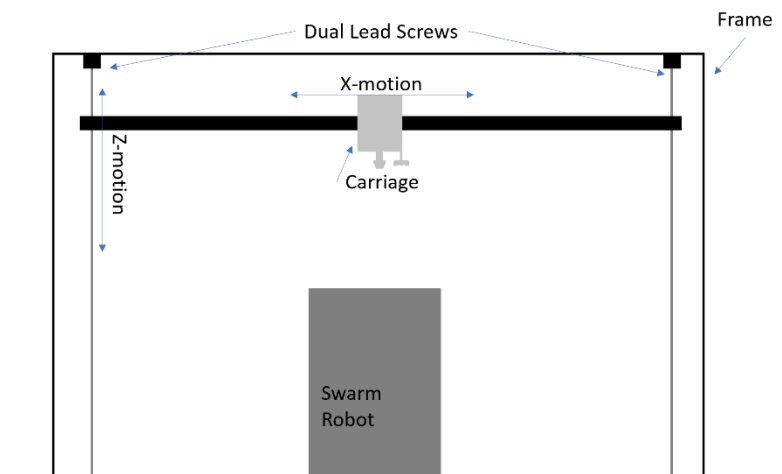 Frame
Dual Lead Screws
X-motion
Z-motion
Carriage
Swarm
Robot